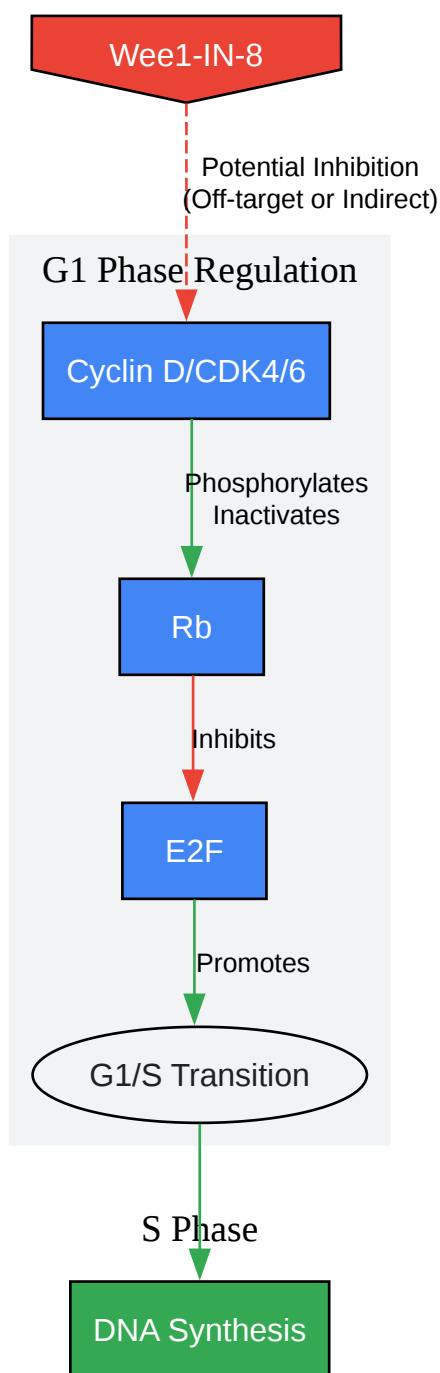 Wee1-IN-8
Potential Inhibition
(Off-target or Indirect)
G1 Phase Regulation
Cyclin D/CDK4/6
Phosphorylates
Inactivates
Rb
Inhibits
E2F
Promotes
G1/S Transition
S Phase
DNA Synthesis